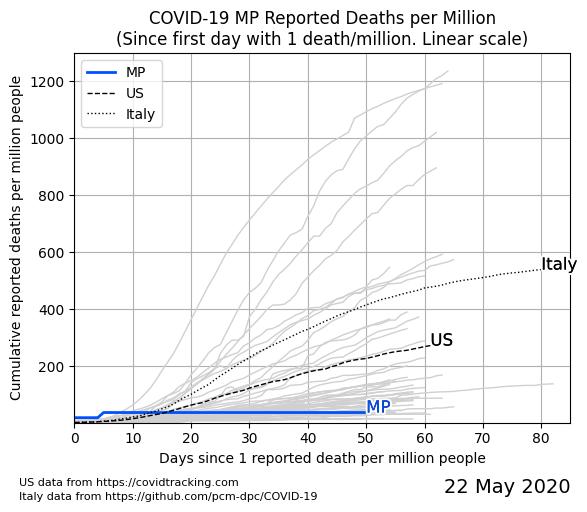 COVID-19 MP Reported Deaths per Million
(Since first day with 1 death/million. Linear scale)
Cumulative reported deaths per million people
1200
1000
800
600
400
200
MP
US
Italy
Italy
US
MP
0 10 20 30 40 50 60 70 80
Days since 1 reported death per million people
US data from https://covidtracking.com
Italy data from https://github.com/pcm-dpc/COVID-19
22 May 2020